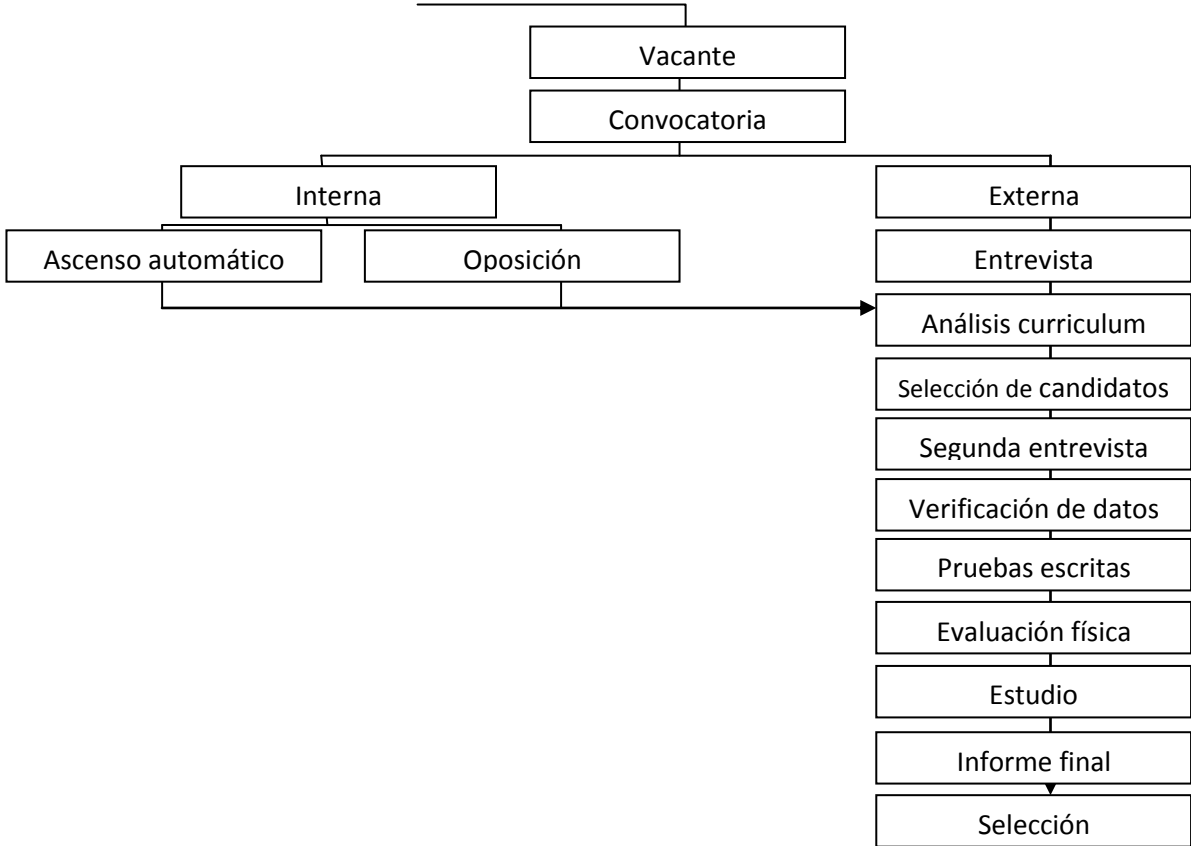 Vacante
Convocatoria
Interna
Externa
Ascenso automático
Oposición
Entrevista
Análisis curriculum
Selección de candidatos
Segunda entrevista
Verificación de datos
Pruebas escritas
Evaluación física
Estudio
Informe final
Selección